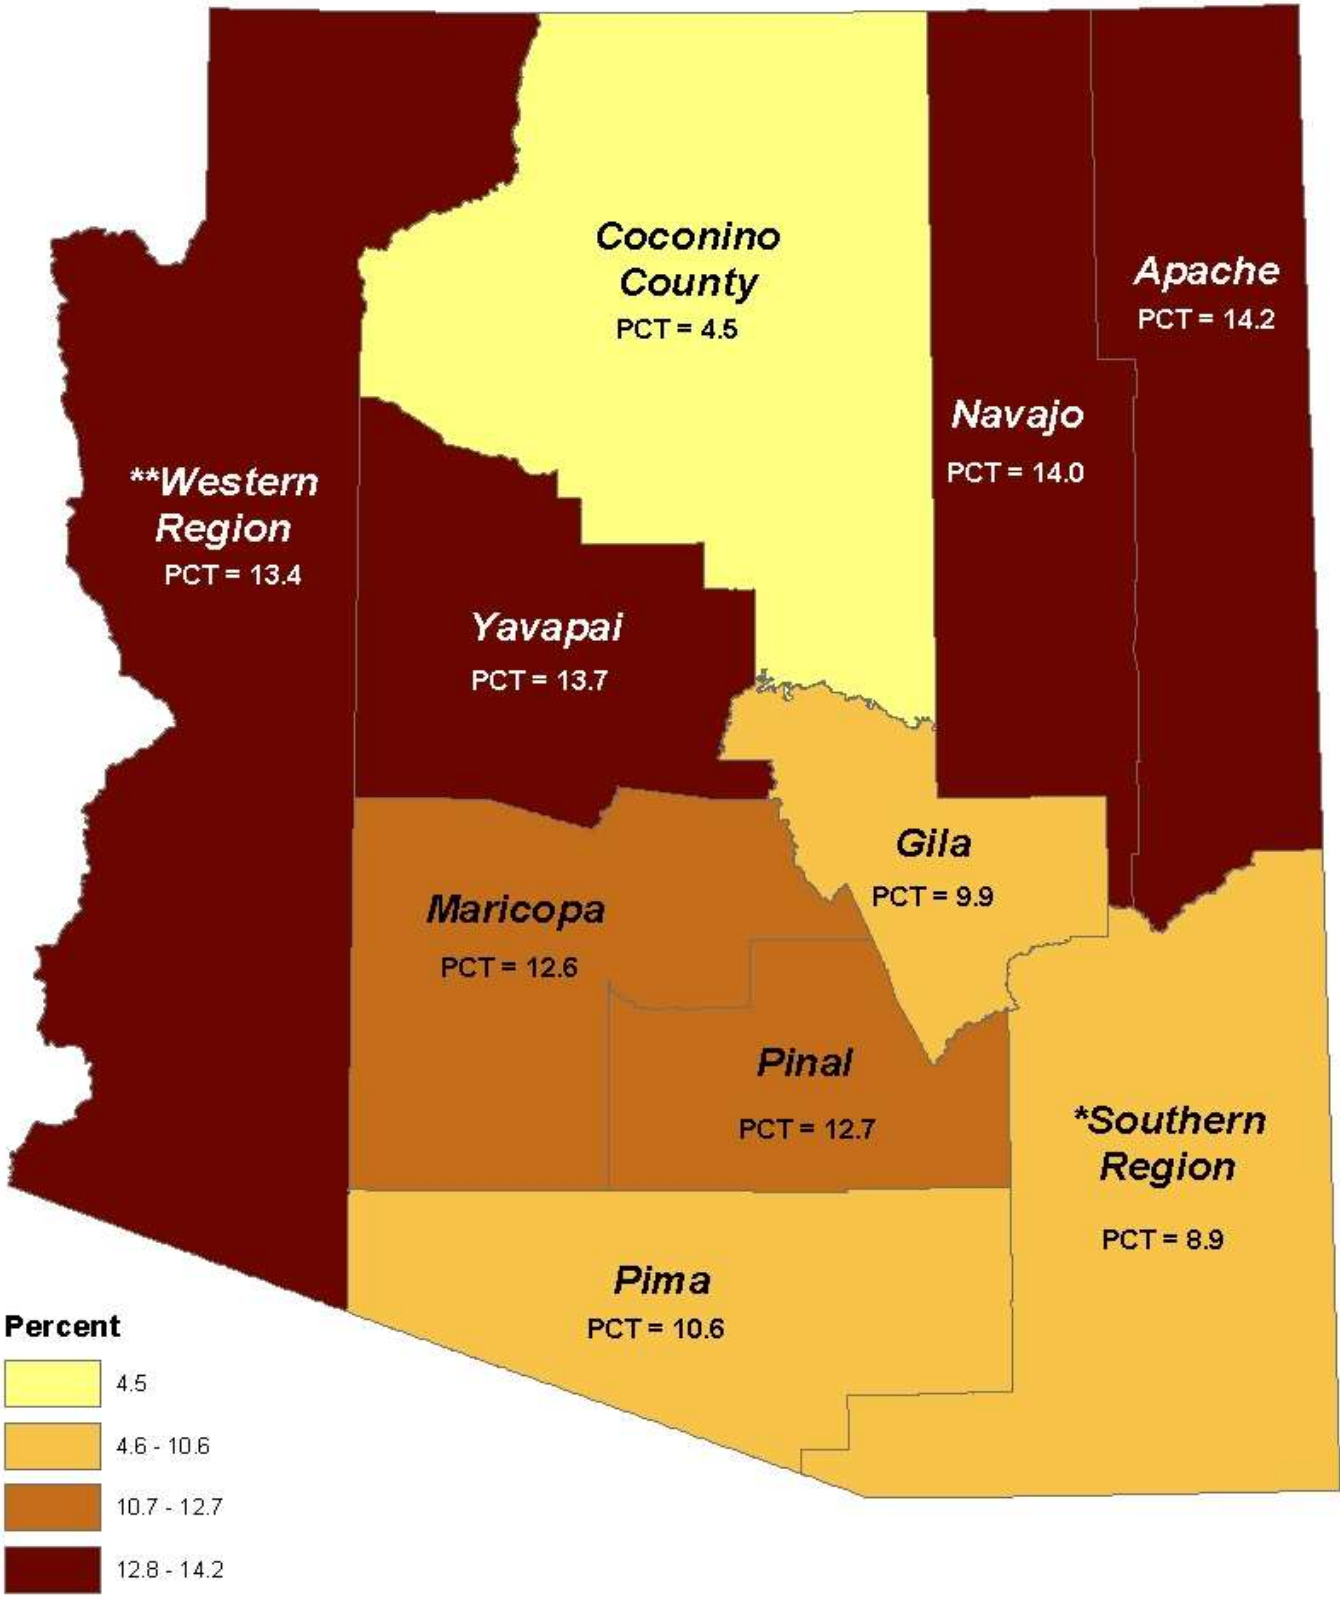 Coconino
County
PCT = 4.5
Apache
PCT = 14.2
Navajo
PCT = 14.0
**Western
Region
PCT = 13.4
Yavapai
PCT = 13.7
Gila
PCT = 9.9
Maricopa
PCT = 12.6
Pinal
PCT = 12.7
*Southern
Region
PCT = 8.9
Pima
PCT = 10.6
Percent
4.5
4.6 - 10.6
10.7 - 12.7
12.8 - 14.2